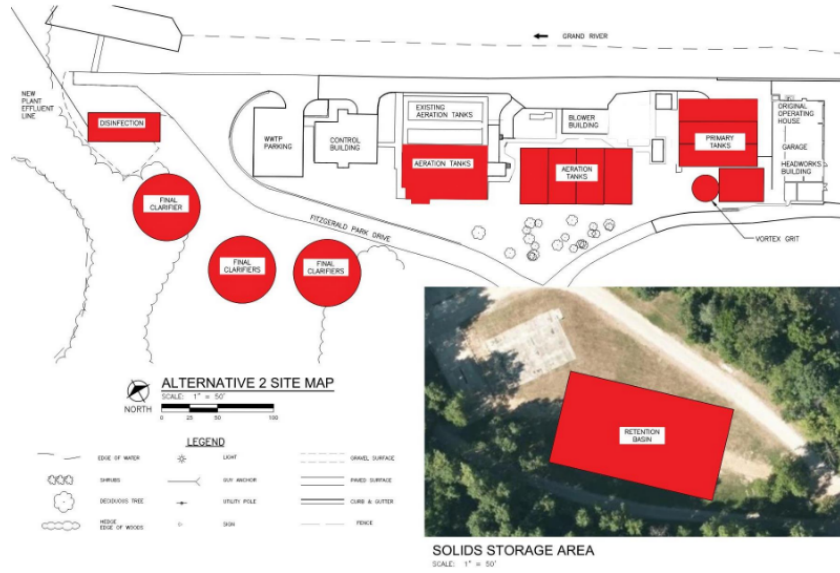 GRAND RIVER
NEW
PLANT
EFFLUENT
LINE
DISINFECTION
WWTP
PARKING
CONTROL
BUILDING
EXISTING
AERATION TANKS
AERATION TANKS
BLOWER
BUILDING
AERATION
TANKS
PRIMARY
TANKS
ORIGINAL
OPERATING
HOUSE
GARAGE
HEADWORKS
BUILDING
VORTEX GRIT
FINAL
CLARIFIER
FITZGERALD PARK DRIVE
FINAL
CLARIFIERS
FINAL
CLARIFIERS
ALTERNATIVE 2 SITE MAP
SCALE: 1" = 50'
NORTH
0 25 50 100
LEGEND
EDGE OF WATER
LIGHT
GRAVEL SURFACE
SHRUBS
GUY ANCHOR
PAVED SURFACE
DECIDUOUS TREE
UTILITY POLE
CURB & GUTTER
HEDGE
EDGE OF WOODS
SIGN
FENCE
RETENTION
BASIN
SOLIDS STORAGE AREA
SCALE: 1" = 50'